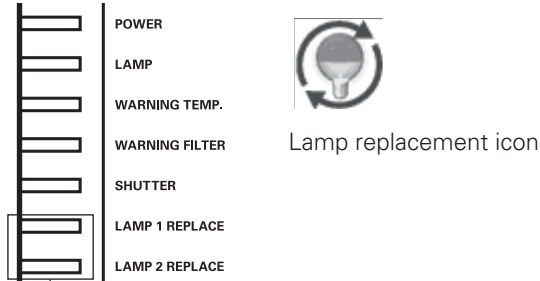 POWER
LAMP
WARNING TEMP.
WARNING FILTER
SHUTTER
LAMP 1 REPLACE
LAMP 2 REPLACE
Lamp replacement icon